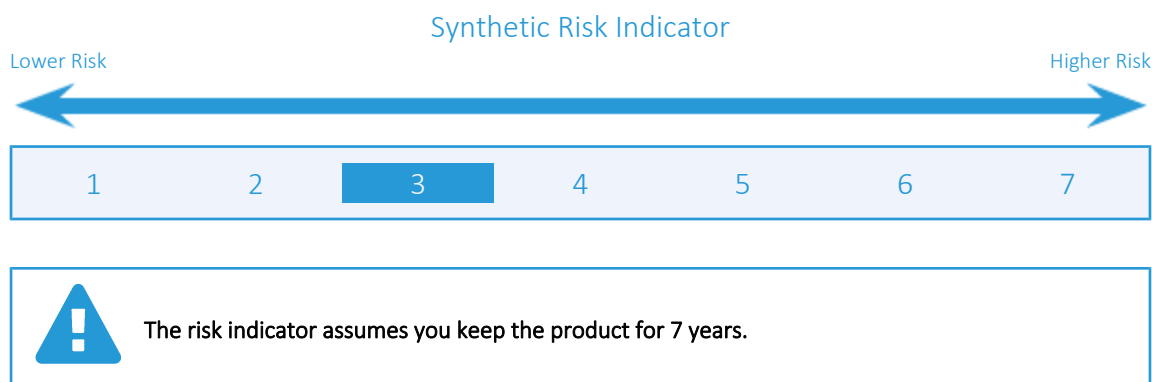 Synthetic Risk Indicator
Lower Risk Higher Risk
1 2 3 4 5 6 7
The risk indicator assumes you keep the product for 7 years.